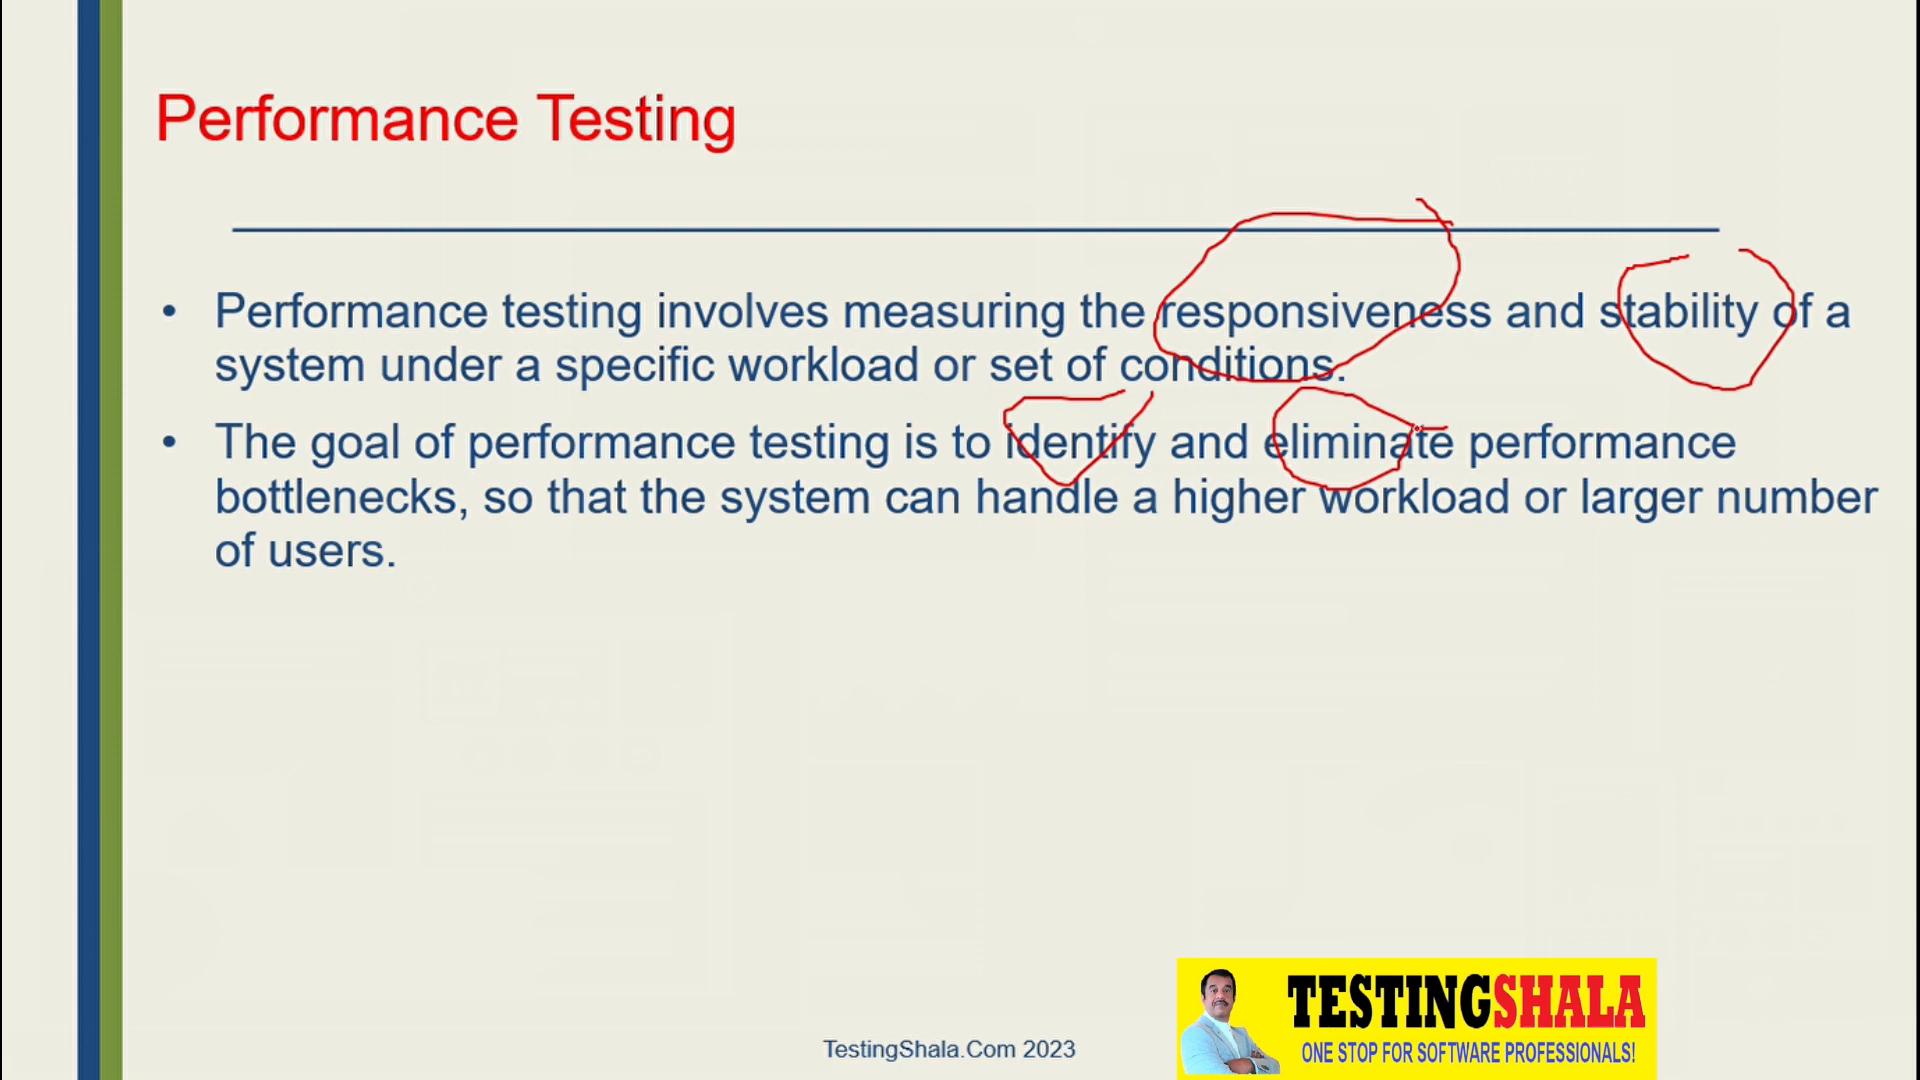 Performance Testing
• Performance testing involves measuring the responsiveness and stability of a
system under a specific workload or set of conditions.
• The goal of performance testing is to identify and eliminate performance
bottlenecks, so that the system can handle a higher workload or larger number
of users.
TESTINGSHALA
ONE STOP FOR SOFTWARE PROFESSIONALS!
TestingShala.Com 2023